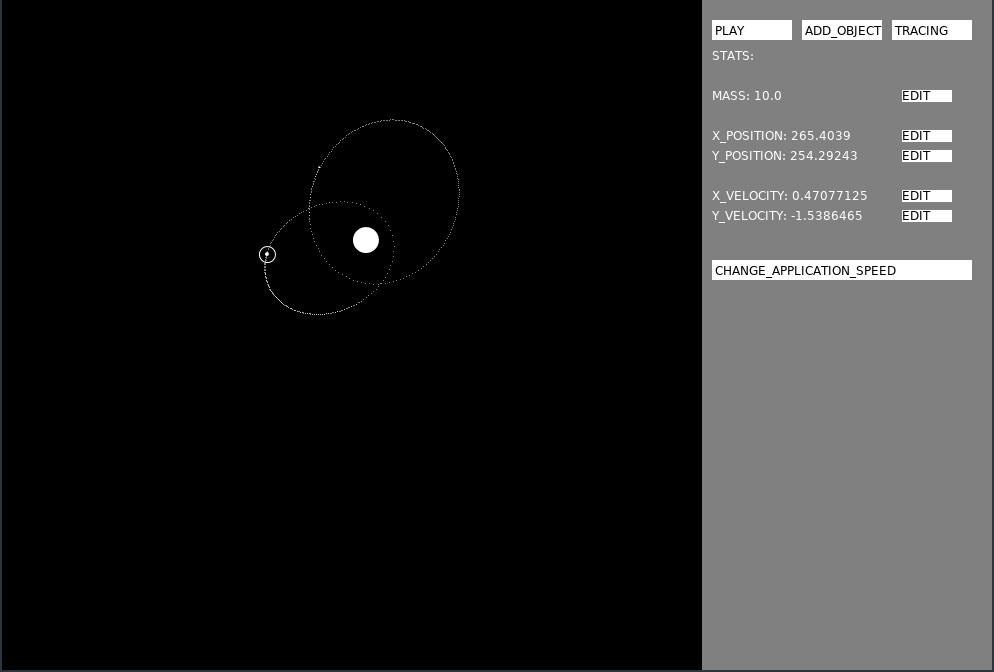 PLAY ADD_OBJECT TRACING
STATS:
MASS: 10.0 EDIT
X_POSITION: 265.4039 EDIT
Y_POSITION: 254.29243 EDIT
X_VELOCITY: 0.47077125 EDIT
Y_VELOCITY: -1.5386465 EDIT
CHANGE_APPLICATION_SPEED